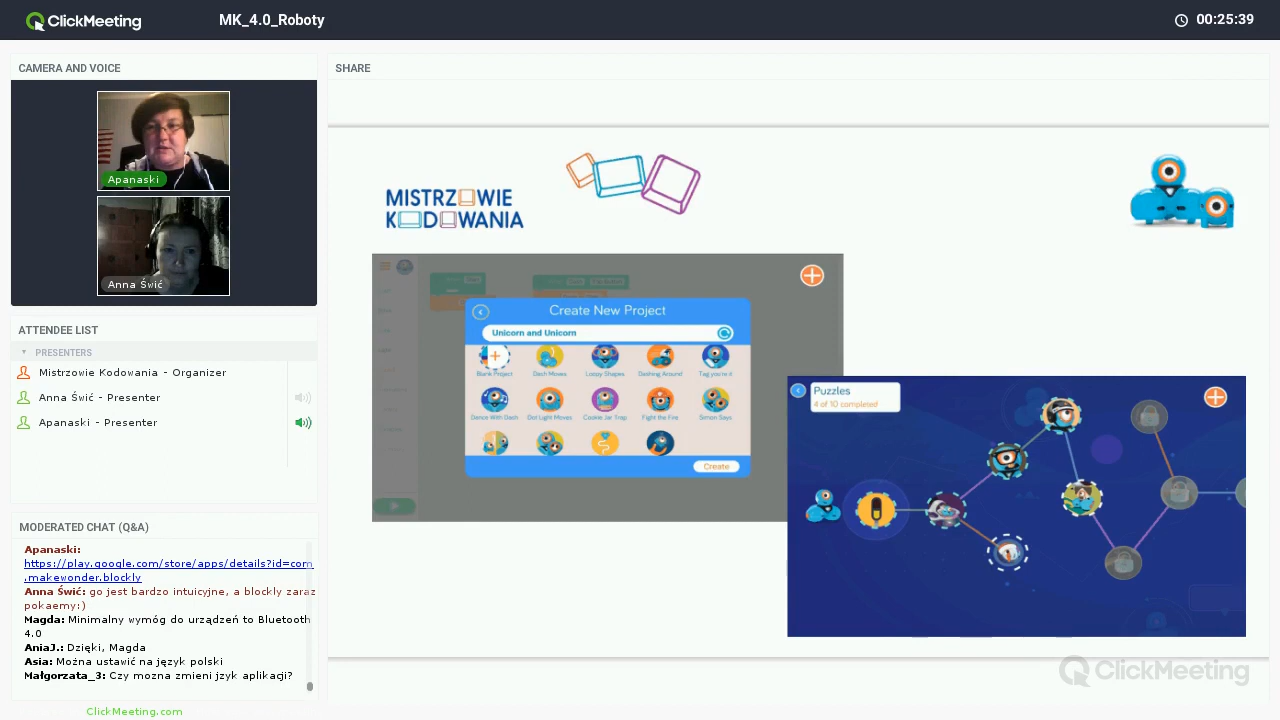 ClickMeeting
MK_4.0_Roboty
00:25:39
CAMERA AND VOICE
SHARE
Apanaski
Anna Świć
ATTENDEE LIST
PRESENTERS
Mistrzowie Kodowania - Organizer
Anna Świć - Presenter
Apanaski - Presenter
MODERATED CHAT (Q&A)
Apanaski:
https://play.google.com/store/apps/details?id=com
.makewonder.blockly
Anna Świć: go jest bardzo intuicyjne, a blockly zaraz
pokaemy:)
Magda: Minimalny wymóg do urządzeń to Bluetooth
4.0
AniaJ.: Dzięki, Magda
Asia: Można ustawić na język polski
Małgorzata_3: Czy mozna zmieni jzyk aplikacji?
ClickMeeting.com
MISTRZOWIE
KODOWANIA
Create New Project
Unicorn and Unicorn
Blank Project Dash Moves Loopy Shapes Dashing Around Tag you're it
Dance With Dash Dot Light Moves Cookie Jar Trap Fight the Fire Simon Says
Create
Puzzles
4 of 10 completed
ClickMeeting